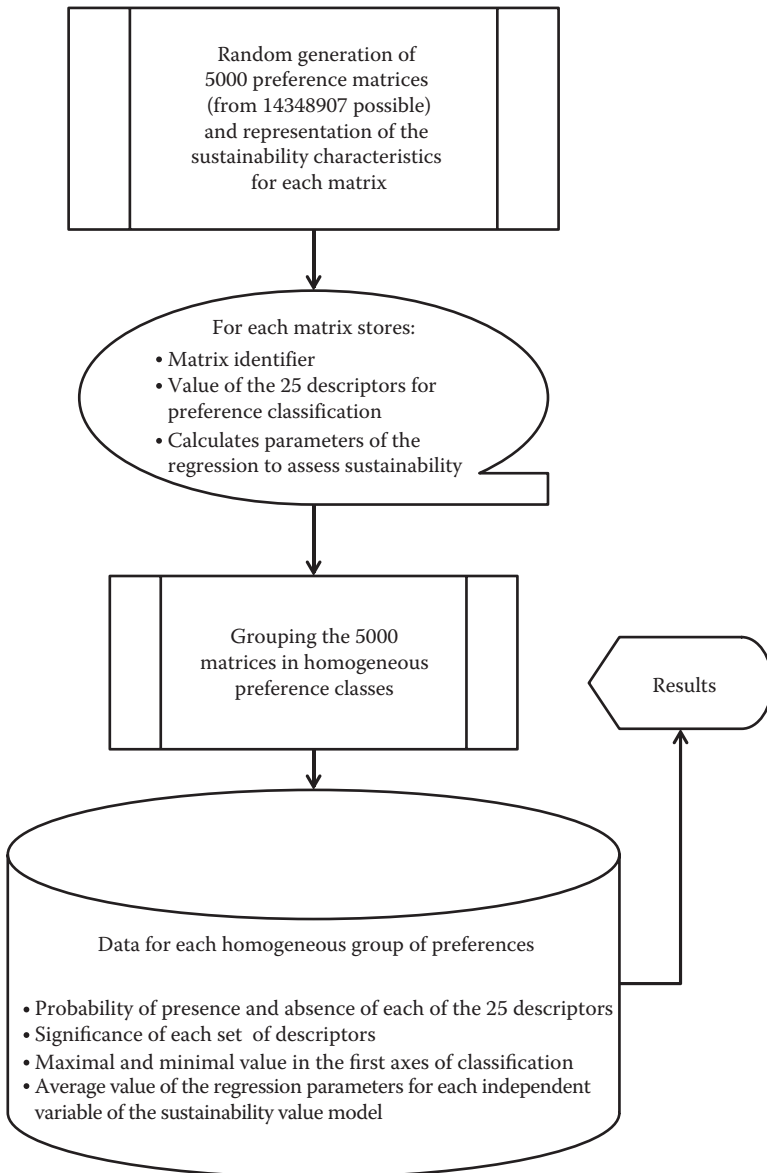 Random generation of
5000 preference matrices
(from 14348907 possible)
and representation of the
sustainability characteristics
for each matrix
For each matrix stores:
• Matrix identifier
• Value of the 25 descriptors for
preference classification
• Calculates parameters of the
regression to assess sustainability
Grouping the 5000
matrices in homogeneous
preference classes
Results
Data for each homogeneous group of preferences
• Probability of presence and absence of each of the 25 descriptors
• Significance of each set of descriptors
• Maximal and minimal value in the first axes of classification
• Average value of the regression parameters for each independent
variable of the sustainability value model